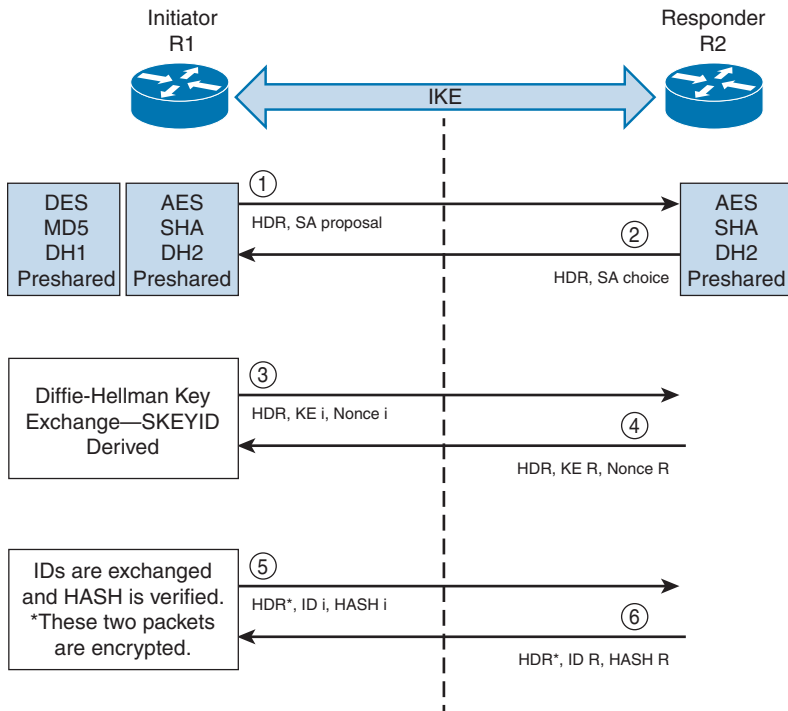 Initiator
R1
Responder
R2
IKE
DES
MD5
DH1
Preshared
AES
SHA
DH2
Preshared
1
HDR, SA proposal
2
HDR, SA choice
AES
SHA
DH2
Preshared
Diffie-Hellman Key
Exchange—SKEYID
Derived
3
HDR, KE i, Nonce i
4
HDR, KE R, Nonce R
IDs are exchanged
and HASH is verified.
*These two packets
are encrypted.
5
HDR*, ID i, HASH i
6
HDR*, ID R, HASH R